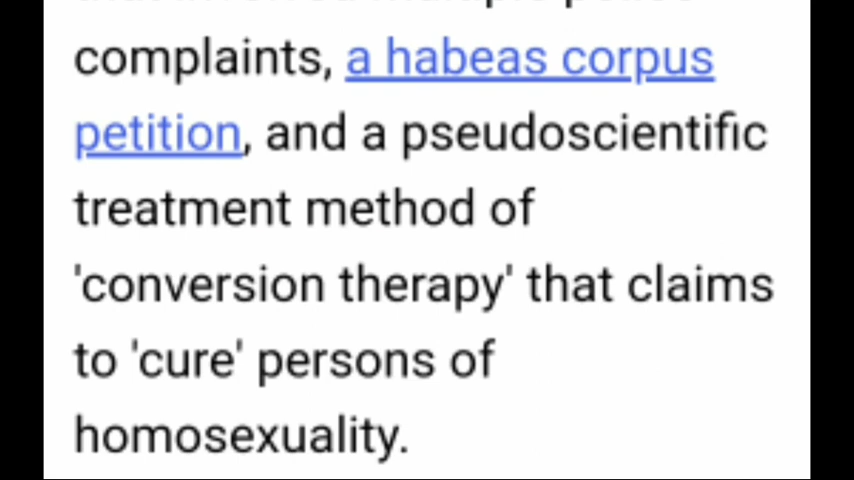 complaints, a habeas corpus
petition, and a pseudoscientific
treatment method of
'conversion therapy' that claims
to 'cure' persons of
homosexuality.